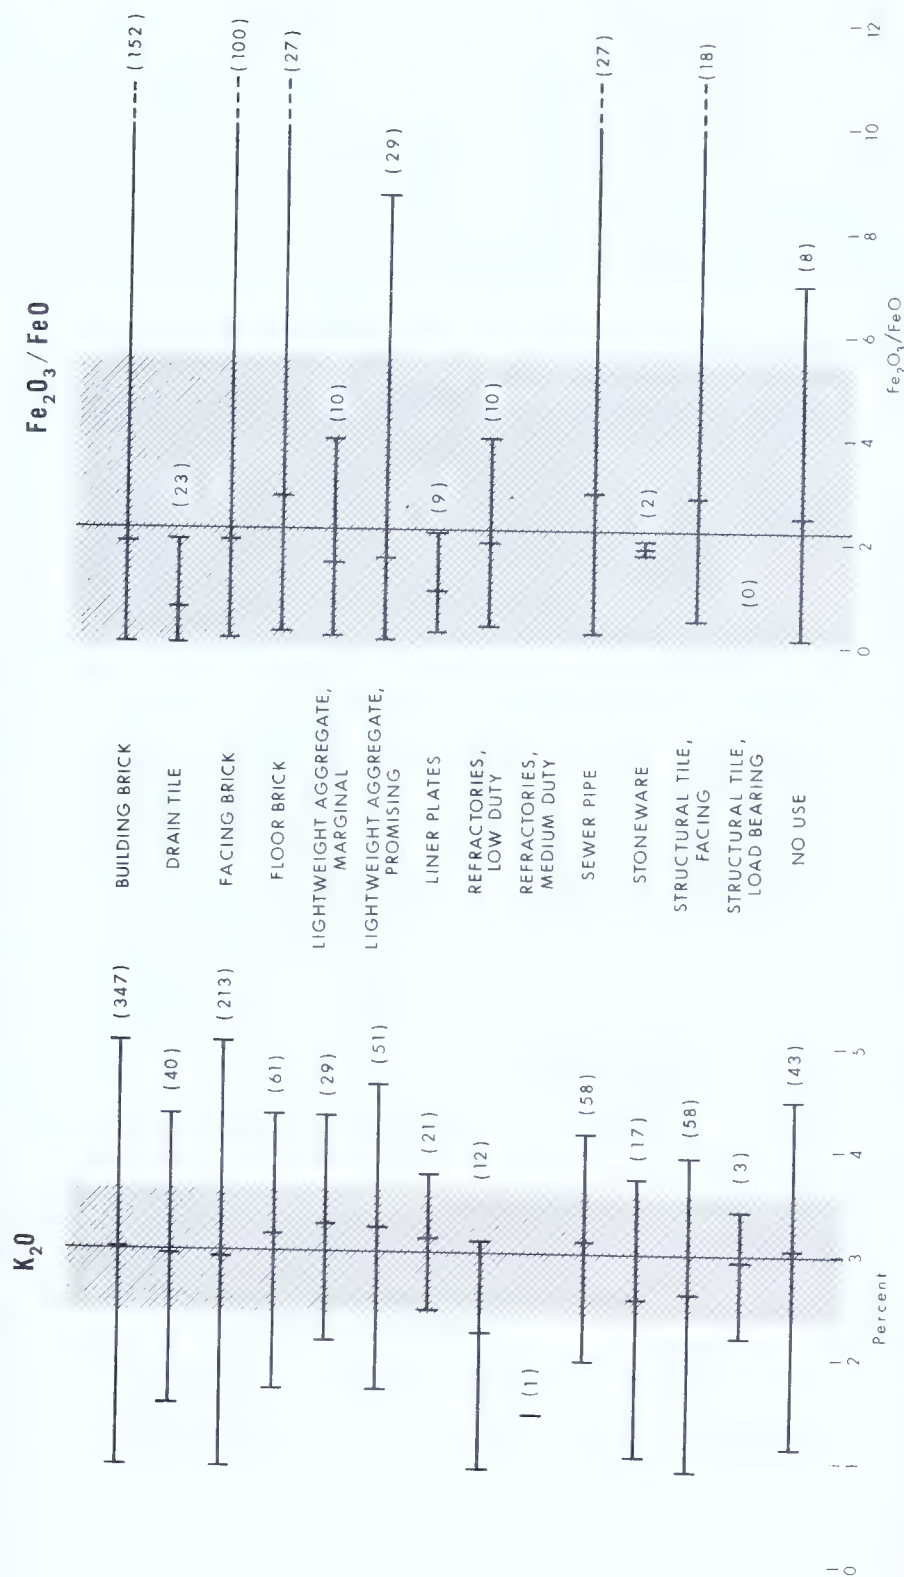 K₂O
(347)
(40)
(213)
(61)
(29)
(51)
(21)
(12)
(1)
(58)
(17)
(58)
(3)
(43)
0
1
2
3
4
5
Percent
BUILDING BRICK
DRAIN TILE
FACING BRICK
FLOOR BRICK
LIGHTWEIGHT AGGREGATE,
MARGINAL
LIGHTWEIGHT AGGREGATE,
PROMISING
LINER PLATES
REFRACTORIES,
LOW DUTY
REFRACTORIES,
MEDIUM DUTY
SEWER PIPE
STONEWARE
STRUCTURAL TILE,
FACING
STRUCTURAL TILE,
LOAD BEARING
NO USE
Fe₂O₃/FeO
(152)
(23)
(100)
(27)
(10)
(29)
(9)
(10)
(27)
(2)
(18)
(0)
(8)
0
2
4
6
8
10
12
Fe₂O₃/FeO